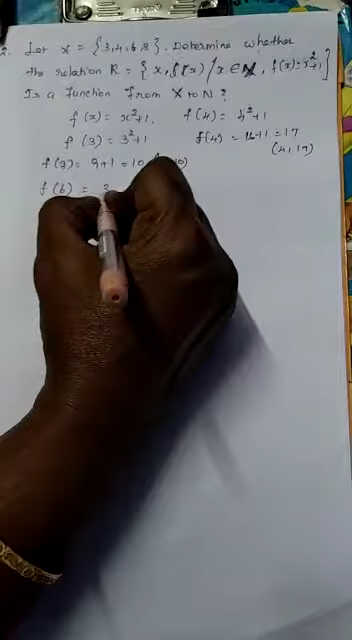 2. Let x = {3,4,6,8}. Determine whether
the relation R = {x, f(x) / x ∈ X, f(x) = x²+1}
Is a function from X to N?
f(x) = x²+1. f(4) = 4²+1
f(3) = 3²+1 f(4) = 16+1 = 17
(4,17)
f(3) = 9+1 = 10
f(6) =